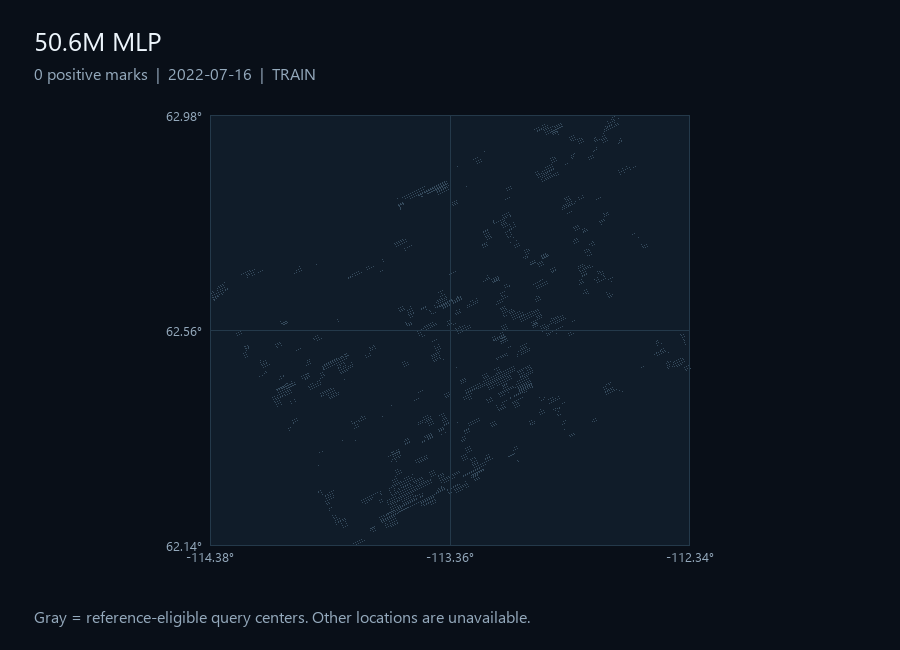 50.6M MLP
0 positive marks | 2022-07-16 | TRAIN
62.98°
62.56°
62.14°
-114.38°
-113.36°
-112.34°
Gray = reference-eligible query centers. Other locations are unavailable.